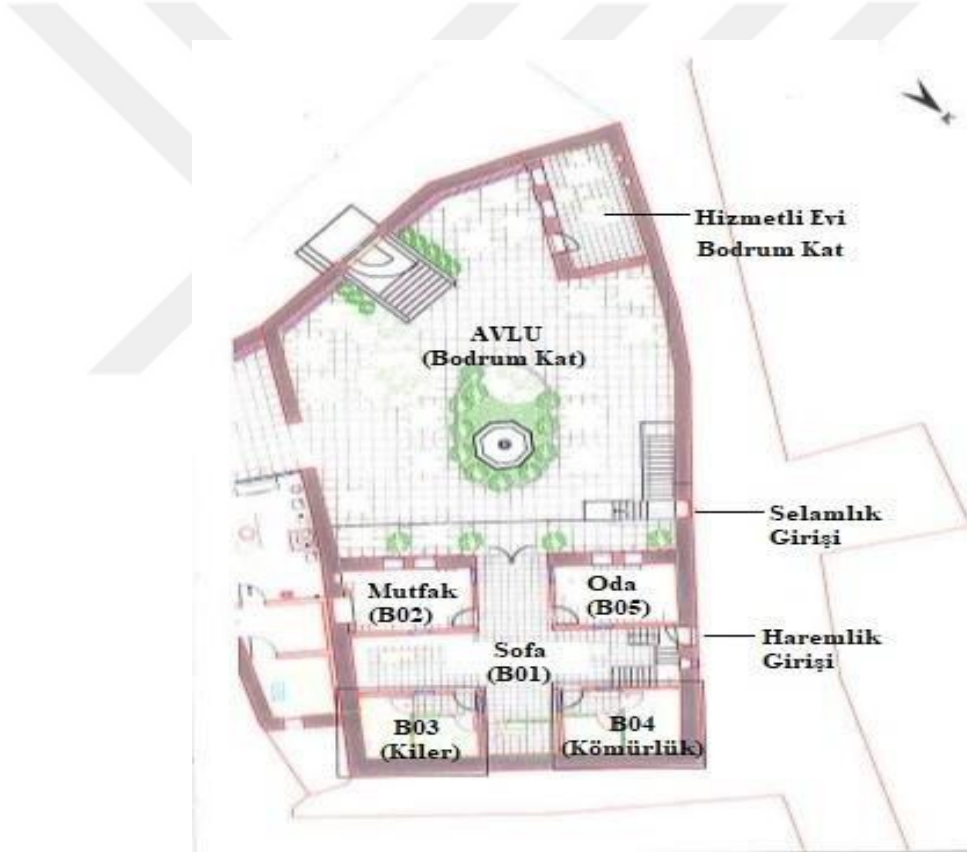 Hizmetli Evi
Bodrum Kat
AVLU
(Bodrum Kat)
Selamlık
Girişi
Mutfak
(B02)
Oda
(B05)
Haremlik
Girişi
Sofa
(B01)
B03
(Kiler)
B04
(Kömürlük)